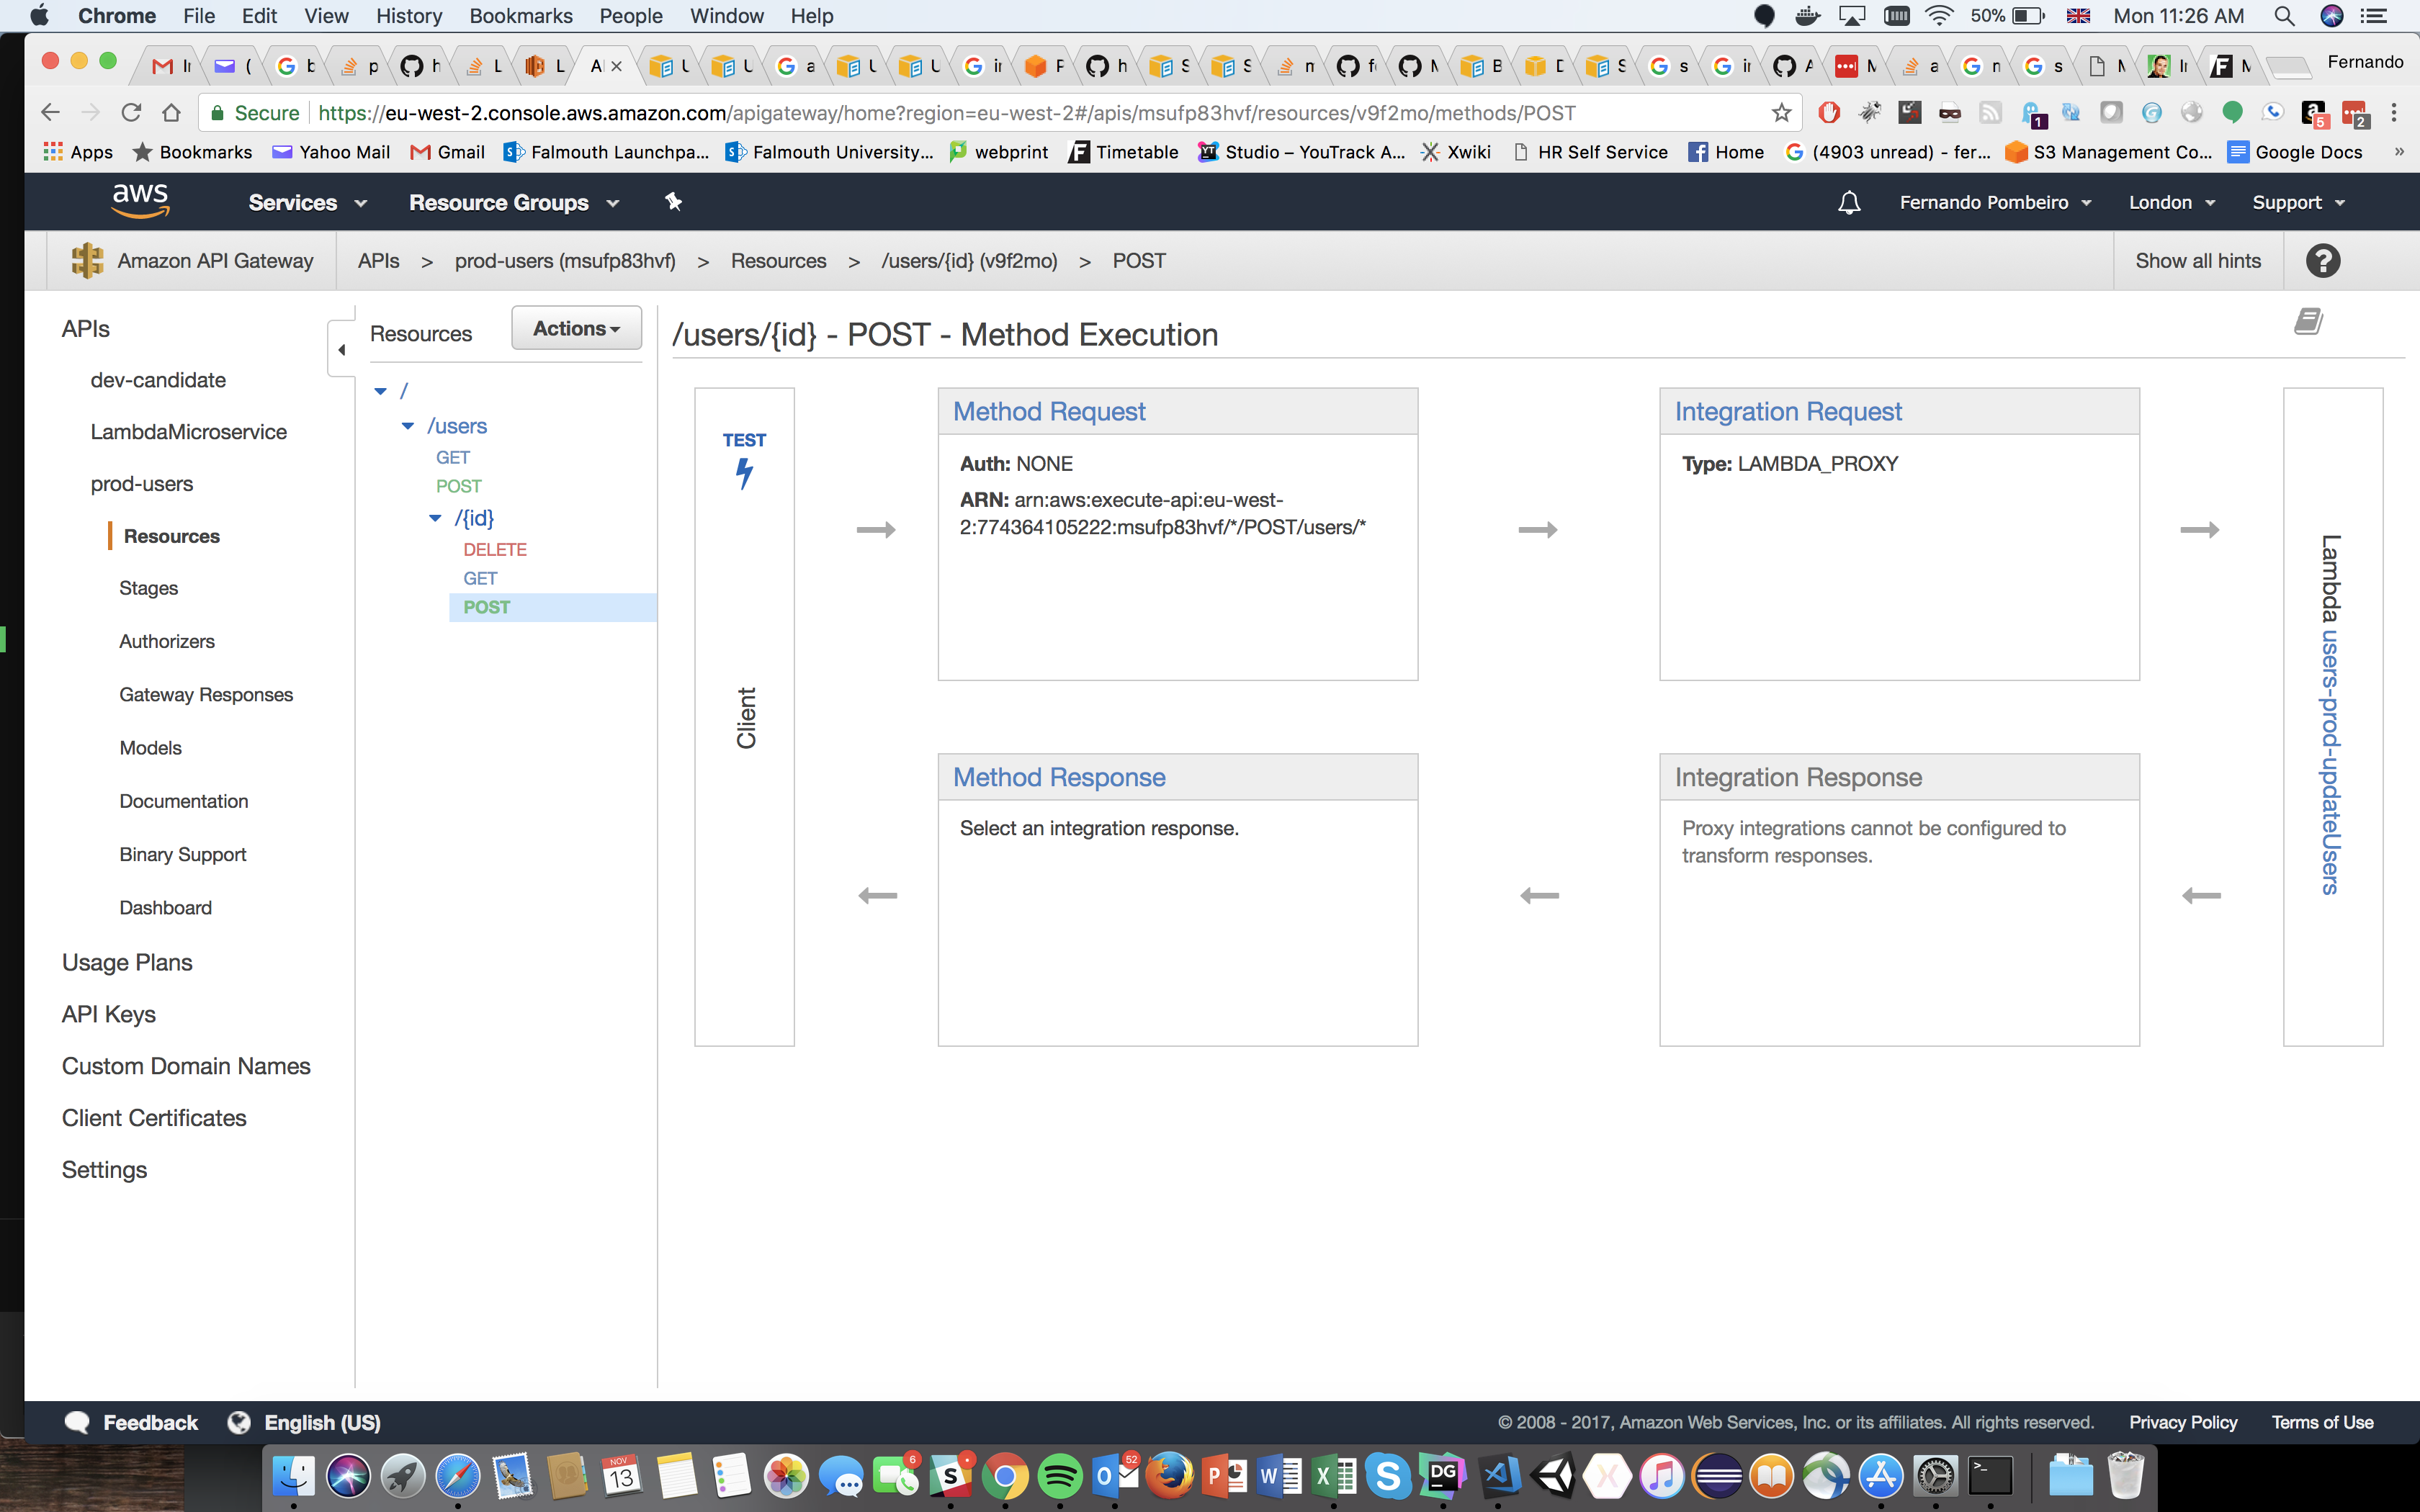 Chrome File Edit View History Bookmarks People Window Help 50% Mon 11:26 AM
Fernando
Secure https://eu-west-2.console.aws.amazon.com/apigateway/home?region=eu-west-2#/apis/msufp83hvf/resources/v9f2mo/methods/POST
Apps Bookmarks Yahoo Mail Gmail Falmouth Launchpa... Falmouth University... webprint Timetable Studio – YouTrack A... Xwiki HR Self Service Home (4903 unread) - fer... S3 Management Co... Google Docs »
aws Services Resource Groups Fernando Pombeiro London Support
Amazon API Gateway APIs > prod-users (msufp83hvf) > Resources > /users/{id} (v9f2mo) > POST Show all hints ?
APIs
dev-candidate
LambdaMicroservice
prod-users
Resources
Stages
Authorizers
Gateway Responses
Models
Documentation
Binary Support
Dashboard
Usage Plans
API Keys
Custom Domain Names
Client Certificates
Settings
Resources Actions
/
/users
GET
POST
/{id}
DELETE
GET
POST
/users/{id} - POST - Method Execution
TEST
Client
Method Request
Auth: NONE
ARN: arn:aws:execute-api:eu-west-
2:774364105222:msufp83hvf/*/POST/users/*
Integration Request
Type: LAMBDA_PROXY
Lambda users-prod-updateUsers
Method Response
Select an integration response.
Integration Response
Proxy integrations cannot be configured to
transform responses.
Feedback English (US) © 2008 - 2017, Amazon Web Services, Inc. or its affiliates. All rights reserved. Privacy Policy Terms of Use
NOV
13
6
52